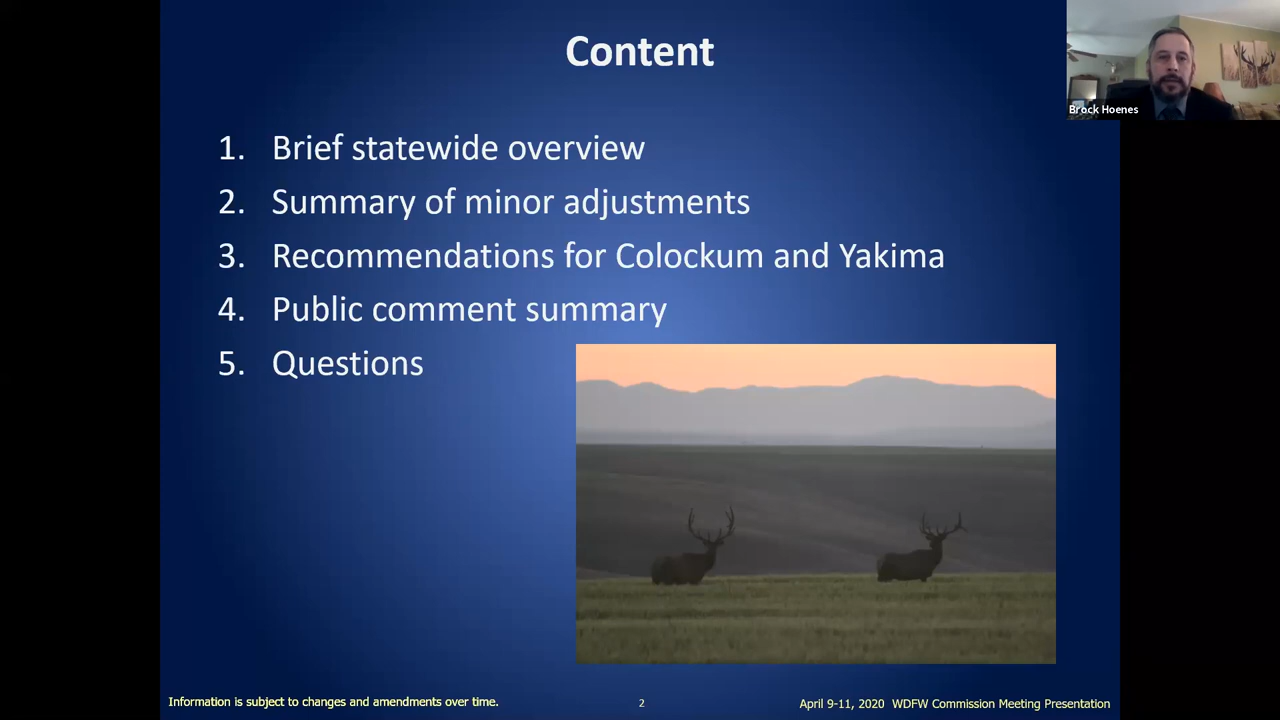 Content
Brock Hoenes
1. Brief statewide overview
2. Summary of minor adjustments
3. Recommendations for Colockum and Yakima
4. Public comment summary
5. Questions
Information is subject to changes and amendments over time.
2
April 9-11, 2020 WDFW Commission Meeting Presentation